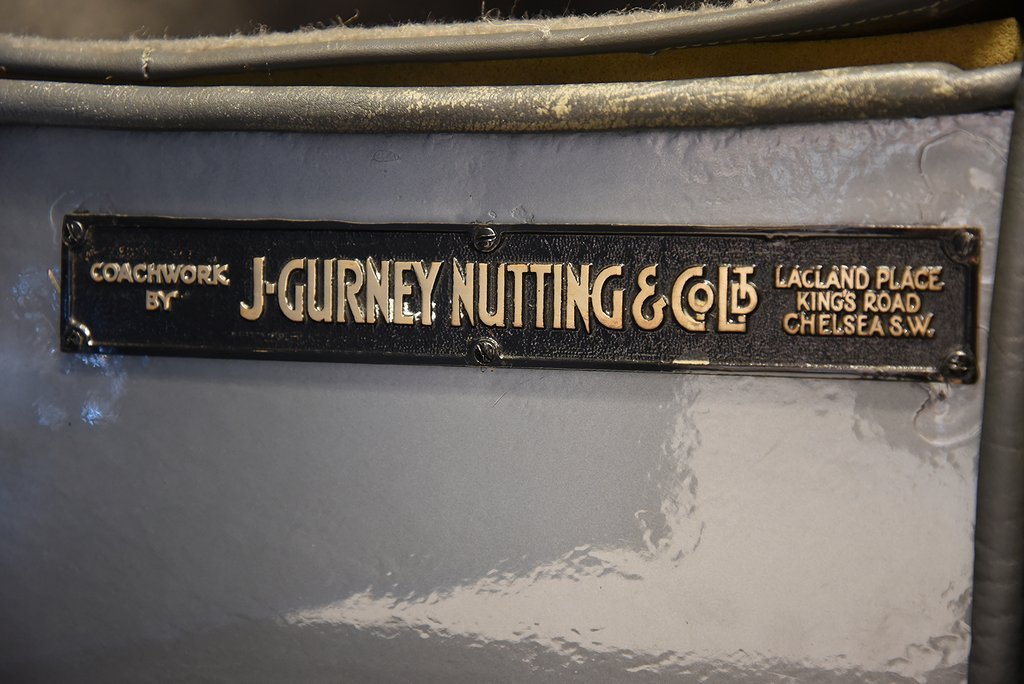 COACHWORK
BY
J·GURNEY NUTTING & CO LTD
LACLAND PLACE
KING'S ROAD
CHELSEA S.W.